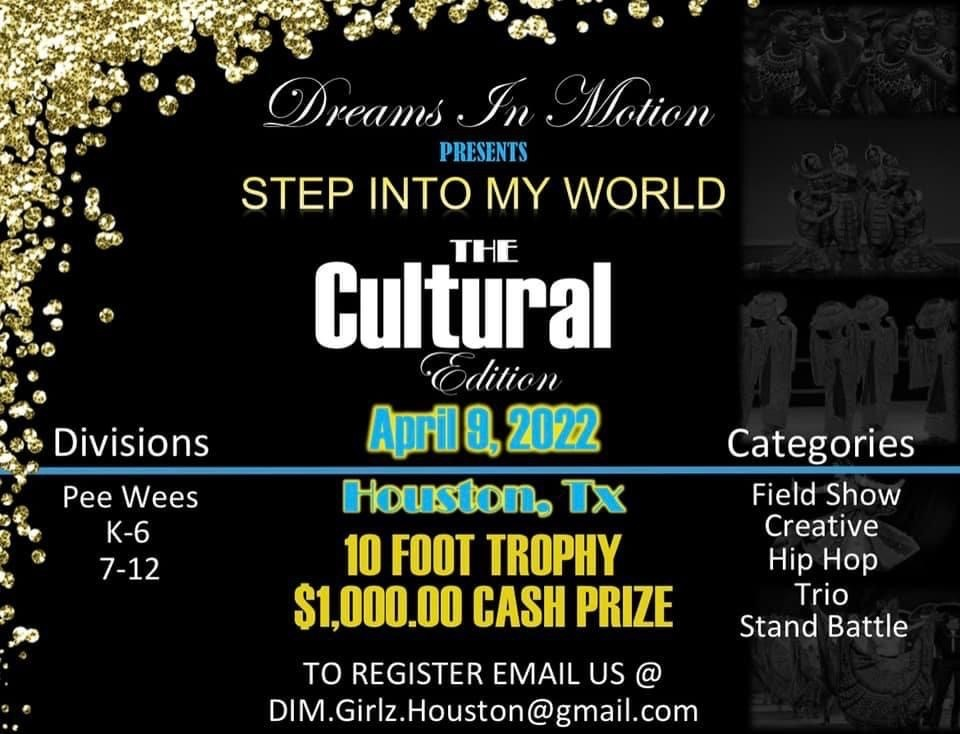 Dreams In Motion
PRESENTS
STEP INTO MY WORLD
THE
Cultural
Edition
April 9, 2022
Houston, Tx
10 FOOT TROPHY
$1,000.00 CASH PRIZE
Divisions
Pee Wees
K-6
7-12
Categories
Field Show
Creative
Hip Hop
Trio
Stand Battle
TO REGISTER EMAIL US @
DIM.Girlz.Houston@gmail.com